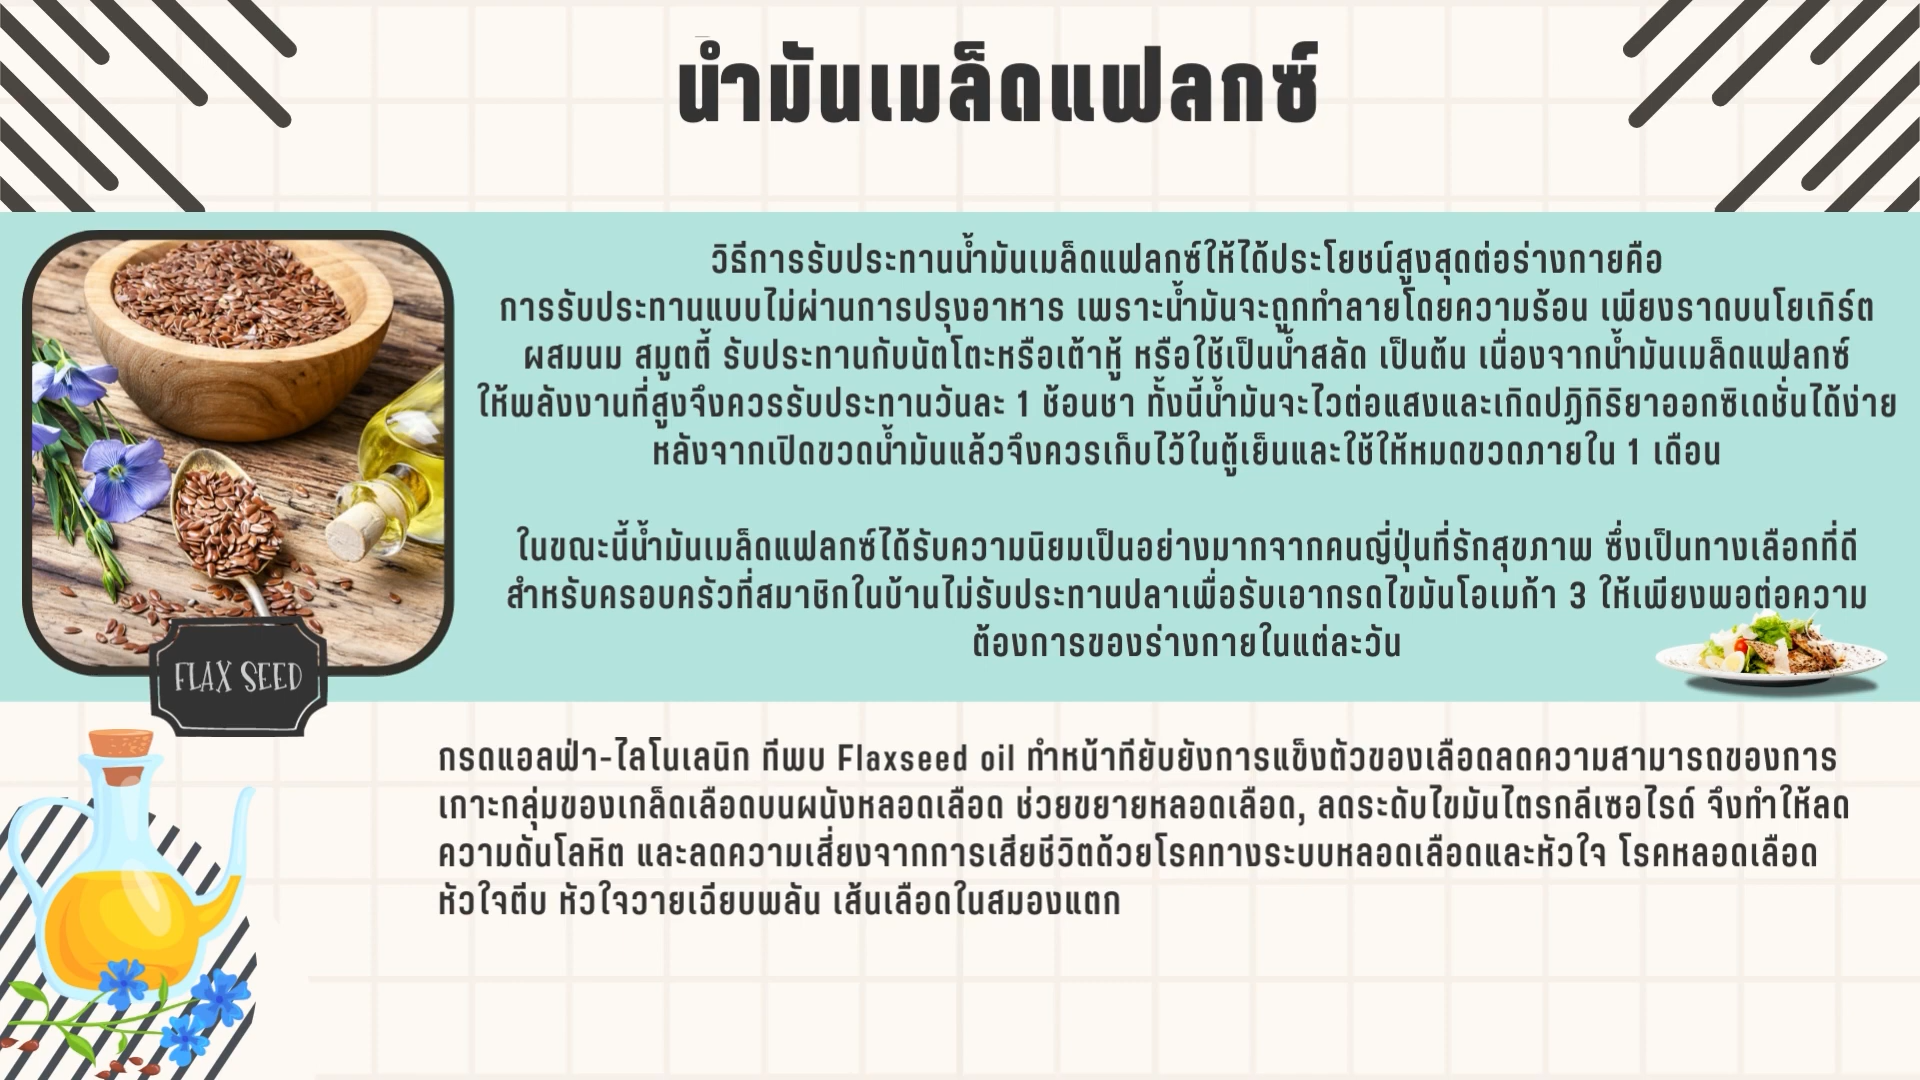 น้ำมันเมล็ดแฟลกซ์
วิธีการรับประทานน้ำมันเมล็ดแฟลกซ์ให้ได้ประโยชน์สูงสุดต่อร่างกายคือ
การรับประทานแบบไม่ผ่านการปรุงอาหาร เพราะน้ำมันจะถูกทำลายโดยความร้อน เพียงราดบนโยเกิร์ต
ผสมนม สมูตตี้ รับประทานกับนัตโตะหรือเต้าหู้ หรือใช้เป็นน้ำสลัด เป็นต้น เนื่องจากน้ำมันเมล็ดแฟลกซ์
ให้พลังงานที่สูงจึงควรรับประทานวันละ 1 ช้อนชา ทั้งนี้น้ำมันจะไวต่อแสงและเกิดปฏิกิริยาออกซิเดชั่นได้ง่าย
หลังจากเปิดขวดน้ำมันแล้วจึงควรเก็บไว้ในตู้เย็นและใช้ให้หมดขวดภายใน 1 เดือน
ในขณะนี้น้ำมันเมล็ดแฟลกซ์ได้รับความนิยมเป็นอย่างมากจากคนญี่ปุ่นที่รักสุขภาพ ซึ่งเป็นทางเลือกที่ดี
สำหรับครอบครัวที่สมาชิกในบ้านไม่รับประทานปลาเพื่อรับเอากรดไขมันโอเมก้า 3 ให้เพียงพอต่อความ
ต้องการของร่างกายในแต่ละวัน
FLAX SEED
กรดแอลฟ่า-ไลโนเลนิก ทีพบ Flaxseed oil ทำหน้าทียับยังการแข็งตัวของเลือดลดความสามารถของการ
เกาะกลุ่มของเกล็ดเลือดบนผนังหลอดเลือด ช่วยขยายหลอดเลือด, ลดระดับไขมันไตรกลีเซอไรด์ จึงทำให้ลด
ความดันโลหิต และลดความเสี่ยงจากการเสียชีวิตด้วยโรคทางระบบหลอดเลือดและหัวใจ โรคหลอดเลือด
หัวใจตีบ หัวใจวายเฉียบพลัน เส้นเลือดในสมองแตก